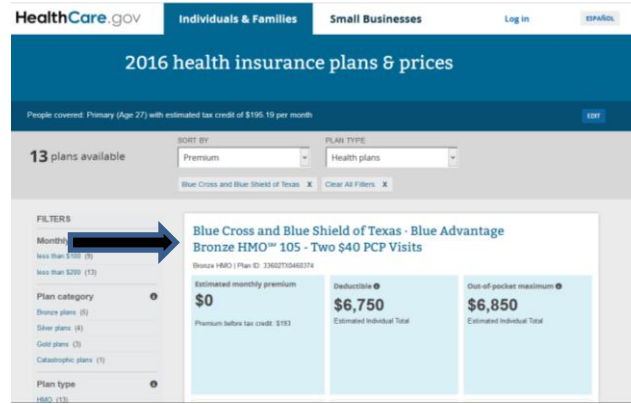 HealthCare.gov
Individuals & Families
Small Businesses
Log in
ESPAÑOL
2016 health insurance plans & prices
People covered: Primary (Age 27) with estimated tax credit of $195.19 per month
EDIT
13 plans available
SORT BY
Premium
PLAN TYPE
Health plans
Blue Cross and Blue Shield of Texas X
Clear All Filters X
FILTERS
Monthly
less than $100 (9)
less than $200 (13)
Plan category
Bronze plans (5)
Silver plans (4)
Gold plans (3)
Catastrophic plans (1)
Plan type
HMO (13)
Blue Cross and Blue Shield of Texas · Blue Advantage
Bronze HMO℠ 105 - Two $40 PCP Visits
Bronze HMO | Plan ID: 33602TX0460374
Estimated monthly premium
$0
Premium before tax credit: $193
Deductible
$6,750
Estimated Individual Total
Out-of-pocket maximum
$6,850
Estimated Individual Total